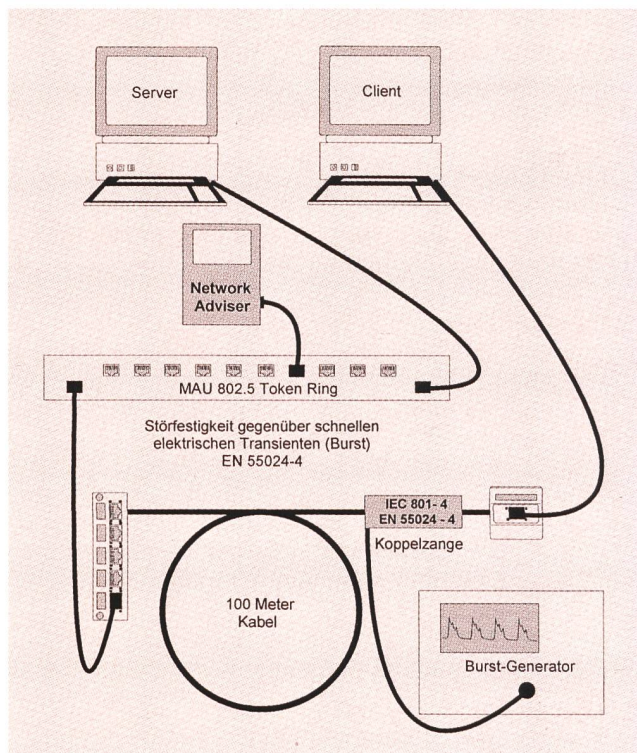 Server
Client
Network
Adviser
MAU 802.5 Token Ring
Störfestigkeit gegenüber schnellen
elektrischen Transienten (Burst)
EN 55024-4
IEC 801- 4
EN 55024 - 4
Koppelzange
100 Meter
Kabel
Burst-Generator